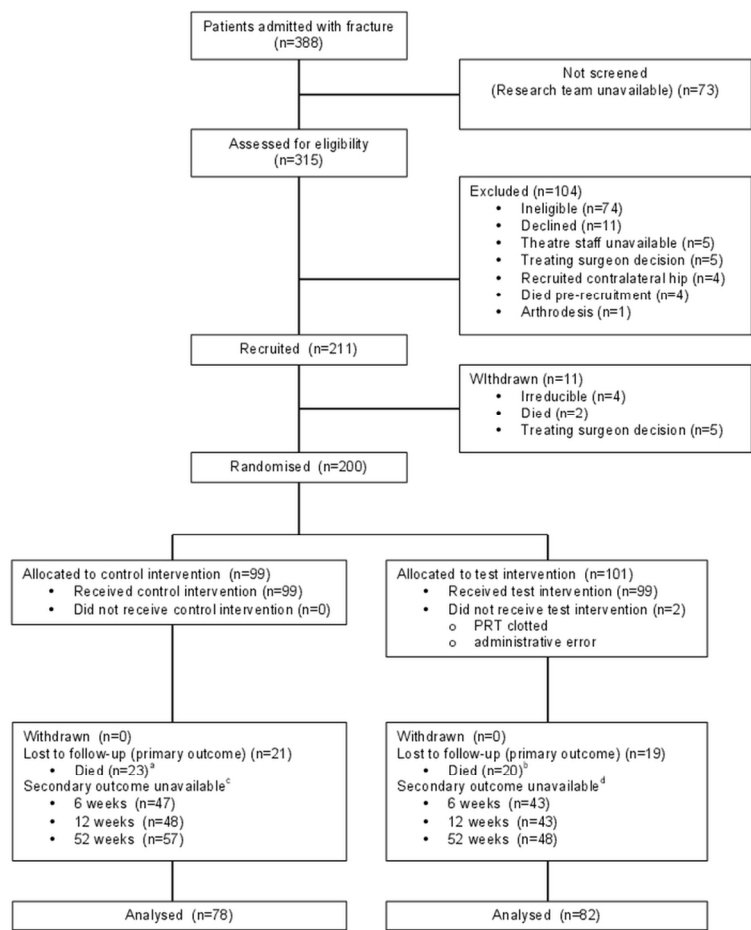 Patients admitted with fracture
(n=388)
Not screened
(Research team unavailable) (n=73)
Assessed for eligibility
(n=315)
Excluded (n=104)
• Ineligible (n=74)
• Declined (n=11)
• Theatre staff unavailable (n=5)
• Treating surgeon decision (n=5)
• Recruited contralateral hip (n=4)
• Died pre-recruitment (n=4)
• Arthrodesis (n=1)
Recruited (n=211)
WIthdrawn (n=11)
• Irreducible (n=4)
• Died (n=2)
• Treating surgeon decision (n=5)
Randomised (n=200)
Allocated to control intervention (n=99)
• Received control intervention (n=99)
• Did not receive control intervention (n=0)
Allocated to test intervention (n=101)
• Received test intervention (n=99)
• Did not receive test intervention (n=2)
o PRT clotted
o administrative error
Withdrawn (n=0)
Lost to follow-up (primary outcome) (n=21)
• Died (n=23)a
Secondary outcome unavailablec
• 6 weeks (n=47)
• 12 weeks (n=48)
• 52 weeks (n=57)
Withdrawn (n=0)
Lost to follow-up (primary outcome) (n=19)
• Died (n=20)b
Secondary outcome unavailabled
• 6 weeks (n=43)
• 12 weeks (n=43)
• 52 weeks (n=48)
Analysed (n=78)
Analysed (n=82)